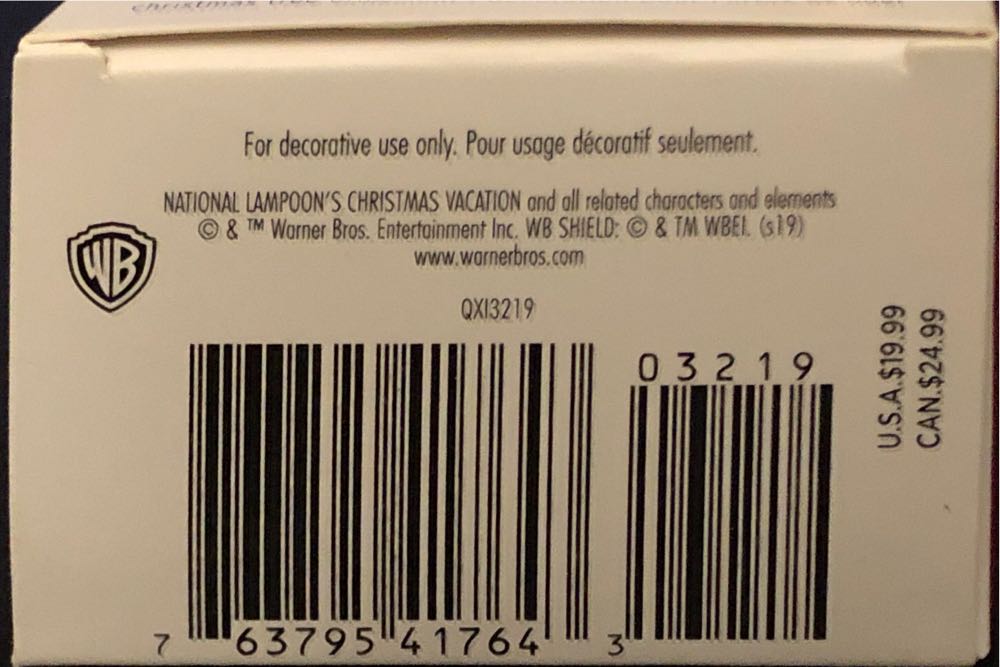 For decorative use only. Pour usage décoratif seulement.
NATIONAL LAMPOON'S CHRISTMAS VACATION and all related characters and elements
© & ™ Warner Bros. Entertainment Inc. WB SHIELD: © & TM WBEI. (s19)
www.warnerbros.com
WB
QXI3219
03219
7 63795 41764 3
U.S.A.$19.99
CAN.$24.99